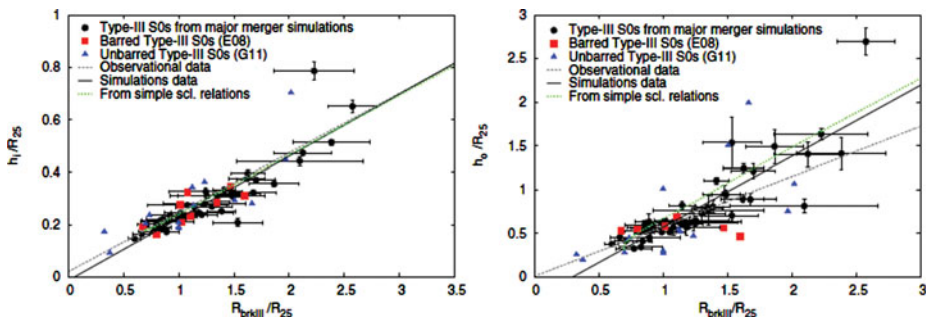 1
0.8
0.6
0.4
0.2
0
h_i/R_25
Type-III S0s from major merger simulations
Barred Type-III S0s (E08)
Unbarred Type-III S0s (G11)
Observational data
Simulations data
From simple scl. relations
0 0.5 1 1.5 2 2.5 3 3.5
R_brkIII/R_25
3
2.5
2
1.5
1
0.5
0
h_o/R_25
Type-III S0s from major merger simulations
Barred Type-III S0s (E08)
Unbarred Type-III S0s (G11)
Observational data
Simulations data
From simple scl. relations
0 0.5 1 1.5 2 2.5 3
R_brkIII/R_25